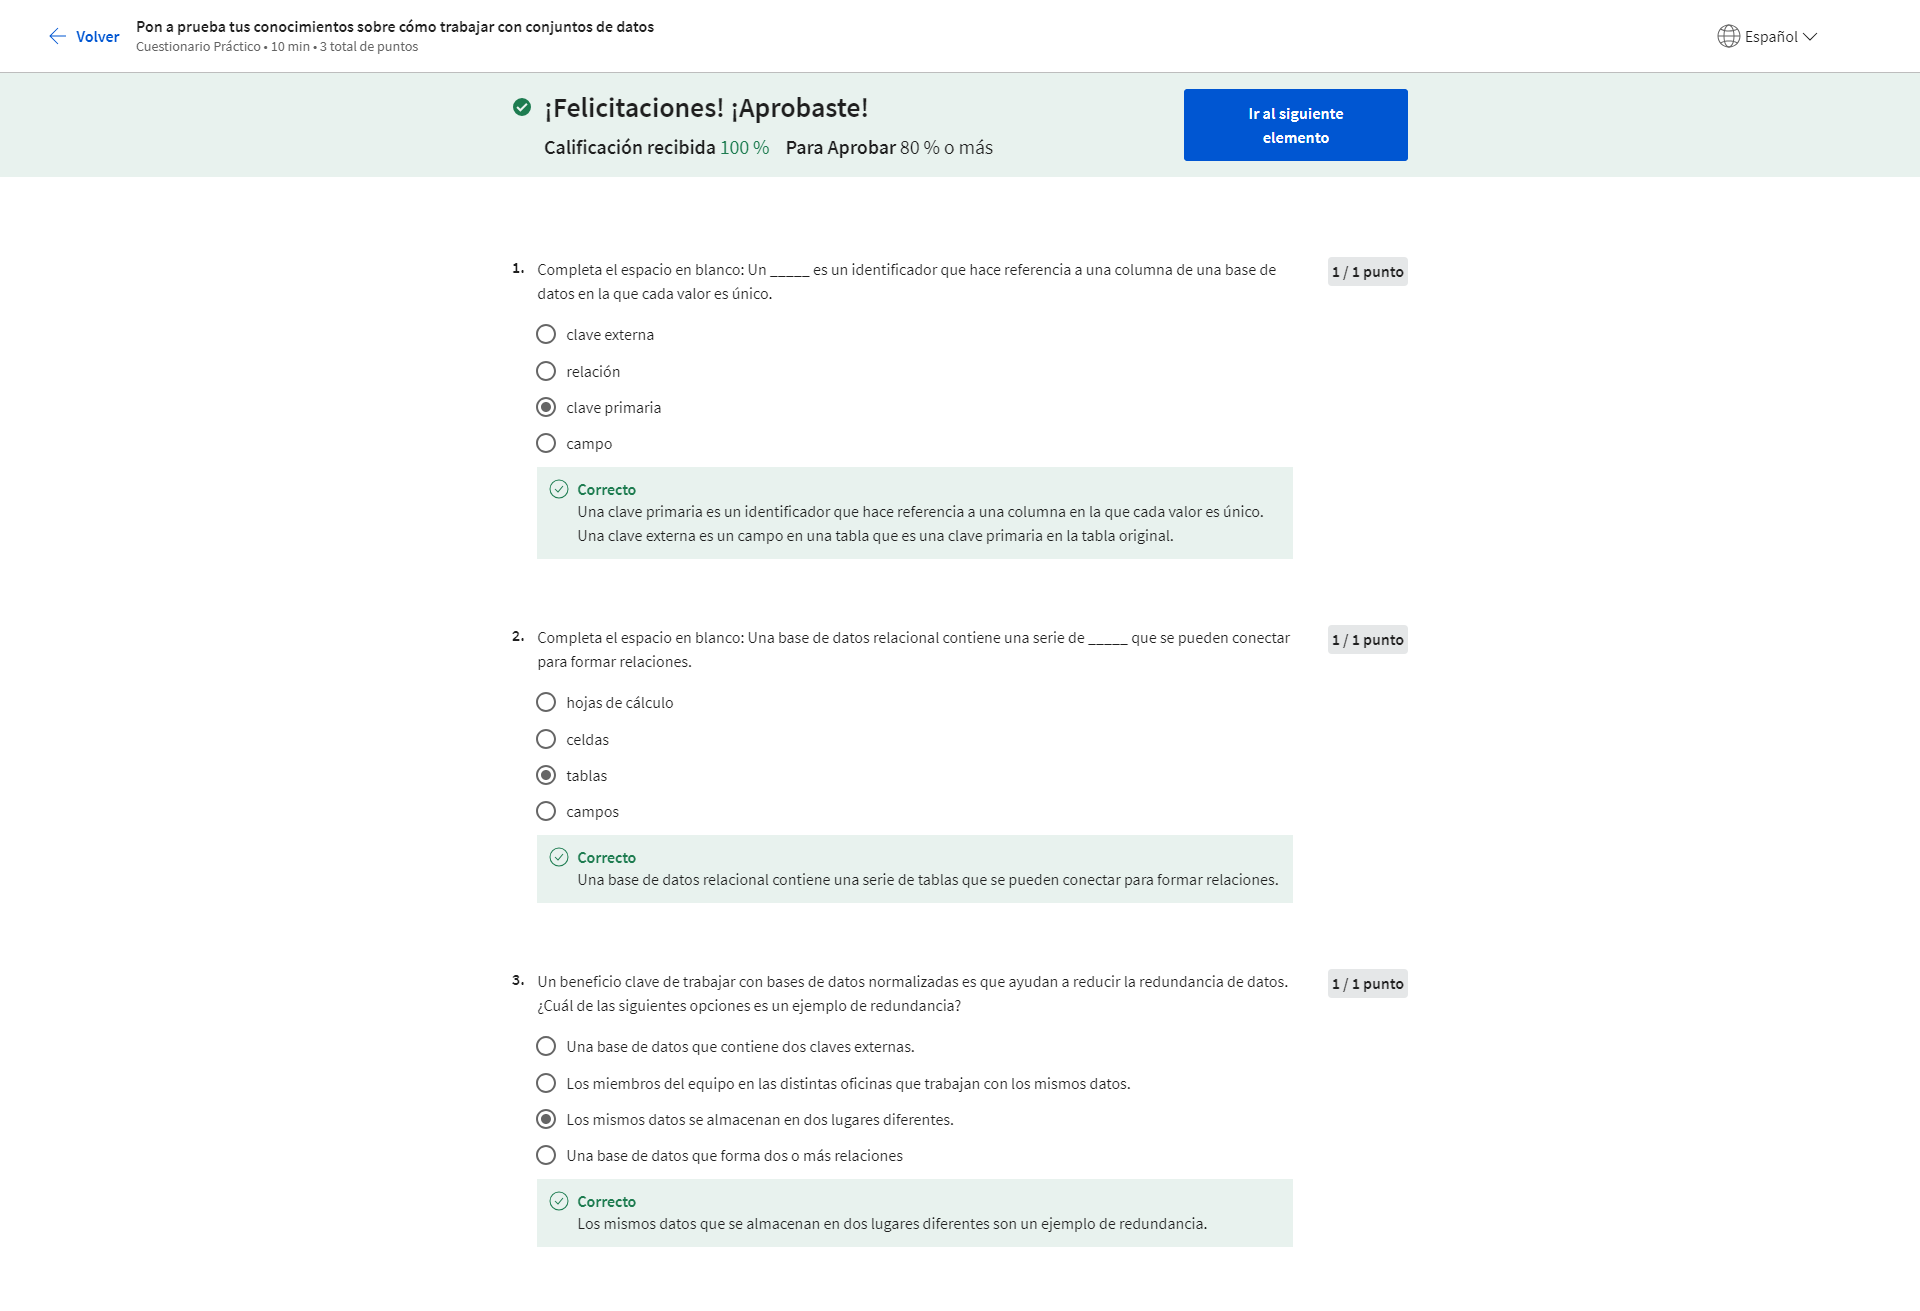 Volver
Pon a prueba tus conocimientos sobre cómo trabajar con conjuntos de datos
Cuestionario Práctico • 10 min • 3 total de puntos
Español
¡Felicitaciones! ¡Aprobaste!
Calificación recibida 100 % Para Aprobar 80 % o más
Ir al siguiente
elemento
1. Completa el espacio en blanco: Un _____ es un identificador que hace referencia a una columna de una base de
datos en la que cada valor es único.
1 / 1 punto
clave externa
relación
clave primaria
campo
Correcto
Una clave primaria es un identificador que hace referencia a una columna en la que cada valor es único.
Una clave externa es un campo en una tabla que es una clave primaria en la tabla original.
2. Completa el espacio en blanco: Una base de datos relacional contiene una serie de _____ que se pueden conectar
para formar relaciones.
1 / 1 punto
hojas de cálculo
celdas
tablas
campos
Correcto
Una base de datos relacional contiene una serie de tablas que se pueden conectar para formar relaciones.
3. Un beneficio clave de trabajar con bases de datos normalizadas es que ayudan a reducir la redundancia de datos.
¿Cuál de las siguientes opciones es un ejemplo de redundancia?
1 / 1 punto
Una base de datos que contiene dos claves externas.
Los miembros del equipo en las distintas oficinas que trabajan con los mismos datos.
Los mismos datos se almacenan en dos lugares diferentes.
Una base de datos que forma dos o más relaciones
Correcto
Los mismos datos que se almacenan en dos lugares diferentes son un ejemplo de redundancia.